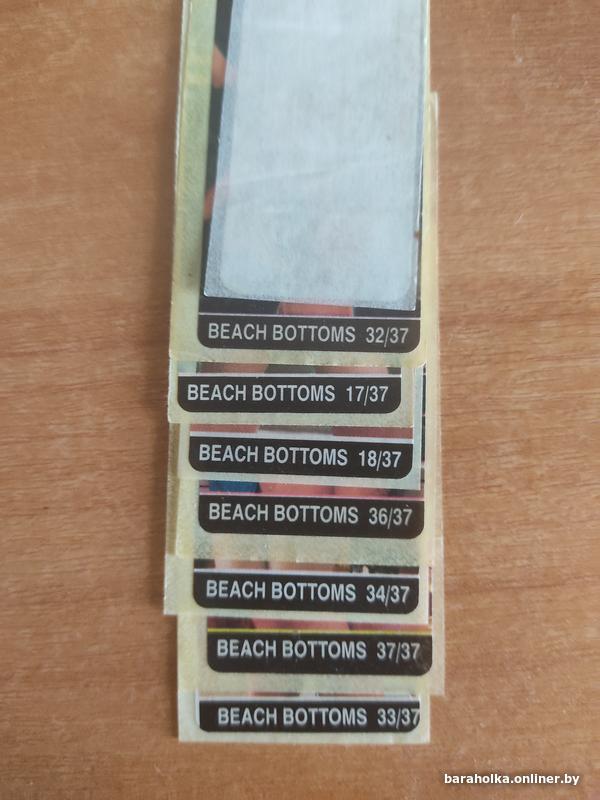 BEACH BOTTOMS 32/37
BEACH BOTTOMS 17/37
BEACH BOTTOMS 18/37
BEACH BOTTOMS 36/37
BEACH BOTTOMS 34/37
BEACH BOTTOMS 37/37
BEACH BOTTOMS 33/37
baraholka.onliner.by